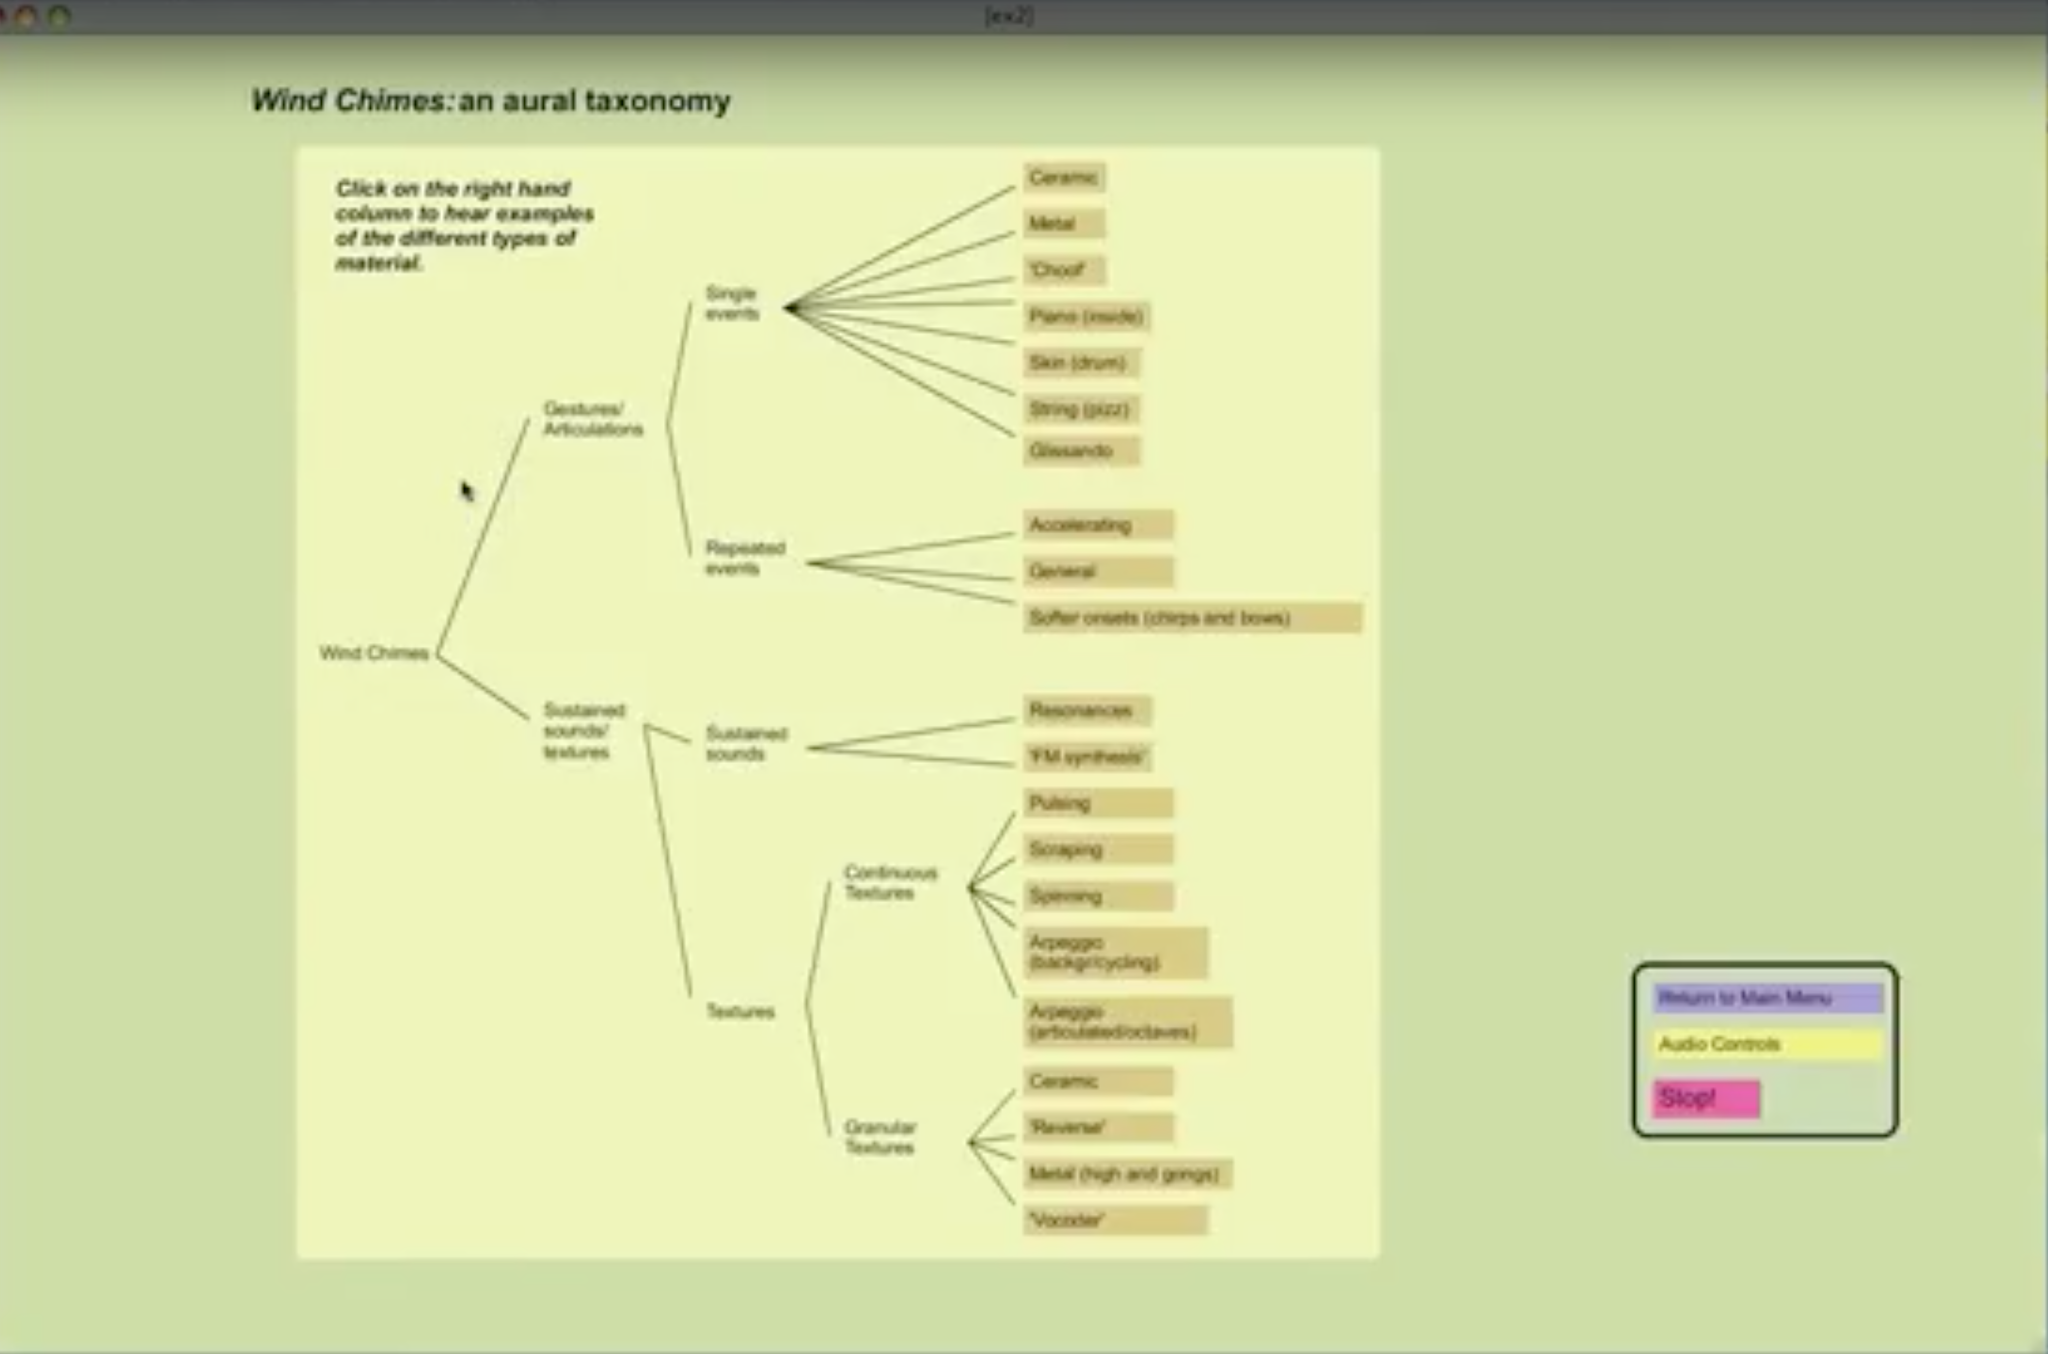 [ex2]
Wind Chimes: an aural taxonomy
Click on the right hand
column to hear examples
of the different types of
material.
Ceramic
Metal
'Choof'
Single
events
Piano (inside)
Skin (drum)
Gestures/
Articulations
String (pizz)
Glissando
Accelerating
Repeated
events
General
Softer onsets (chirps and bows)
Wind Chimes
Sustained
sounds/
textures
Sustained
sounds
Resonances
'FM synthesis'
Pulsing
Scraping
Continuous
Textures
Spinning
Arpeggio
(backgr/cycling)
Textures
Arpeggio
(articulated/octaves)
Ceramic
Granular
Textures
'Reverse'
Metal (high and gongs)
'Vocoder'
Return to Main Menu
Audio Controls
Stop!